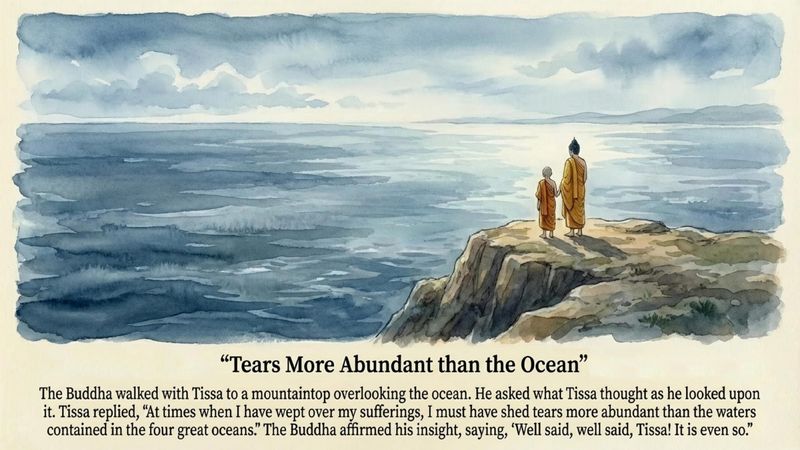 “Tears More Abundant than the Ocean”
The Buddha walked with Tissa to a mountaintop overlooking the ocean. He asked what Tissa thought as he looked upon
it. Tissa replied, “At times when I have wept over my sufferings, I must have shed tears more abundant than the waters
contained in the four great oceans.” The Buddha affirmed his insight, saying, ‘Well said, well said, Tissa! It is even so.”